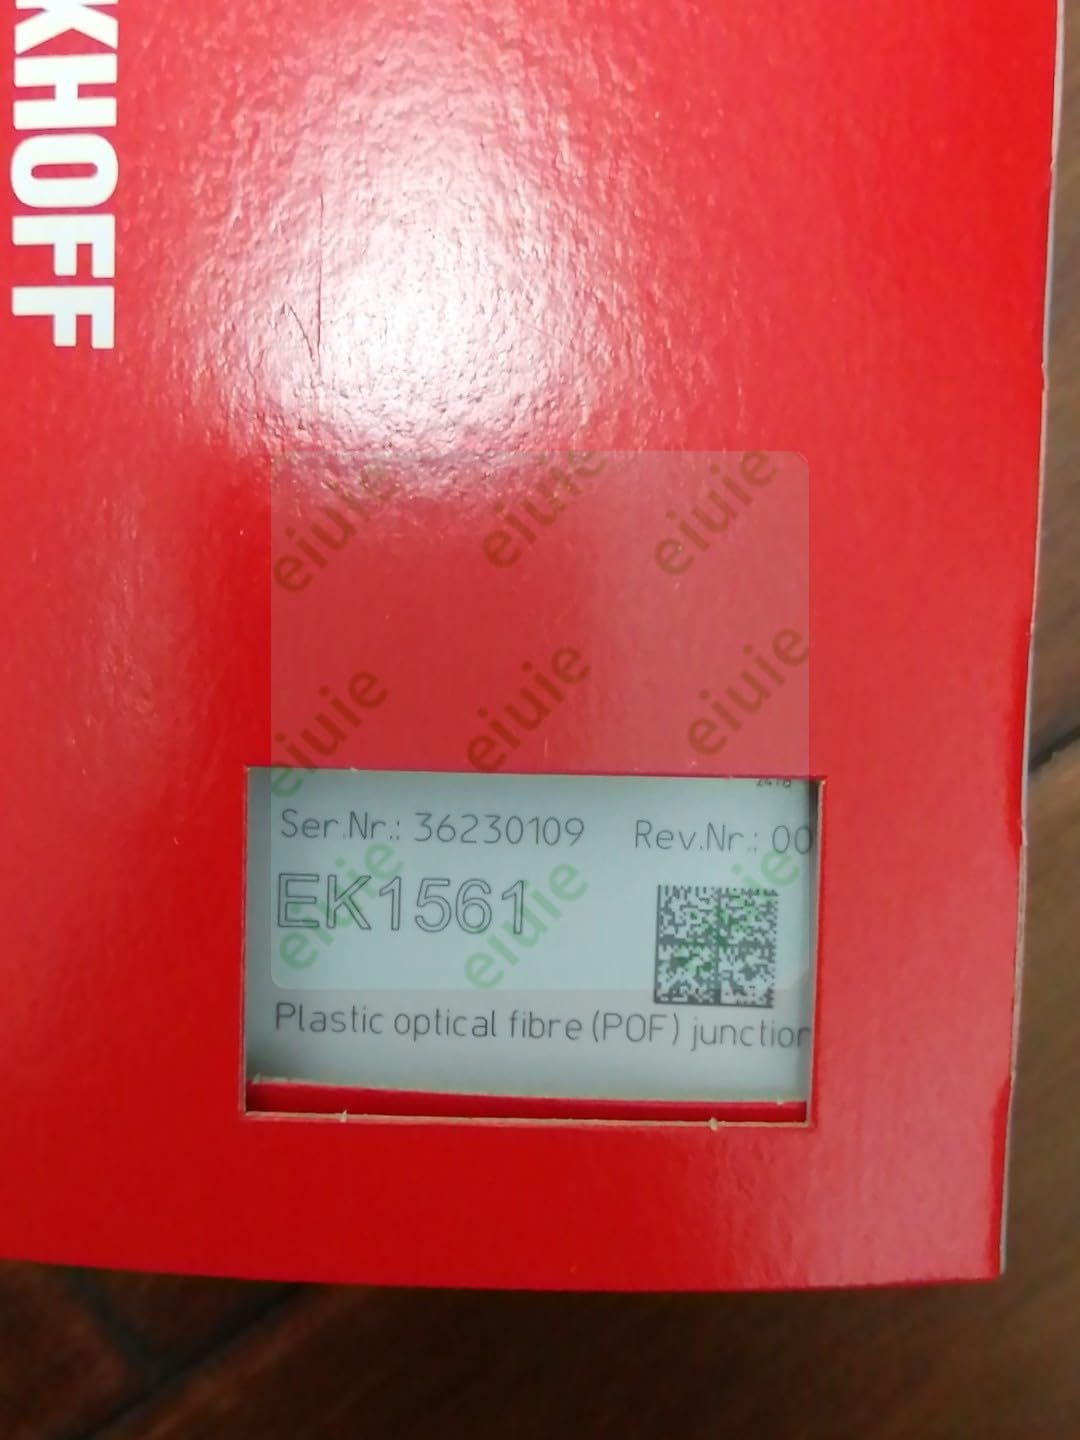 KHOFF
eiuie eiuie eiuie
eiuie eiuie eiuie
Ser.Nr.: 36230109 Rev.Nr.: 00
EK1561
eiuie eiuie eiuie
Plastic optical fibre (POF) junction